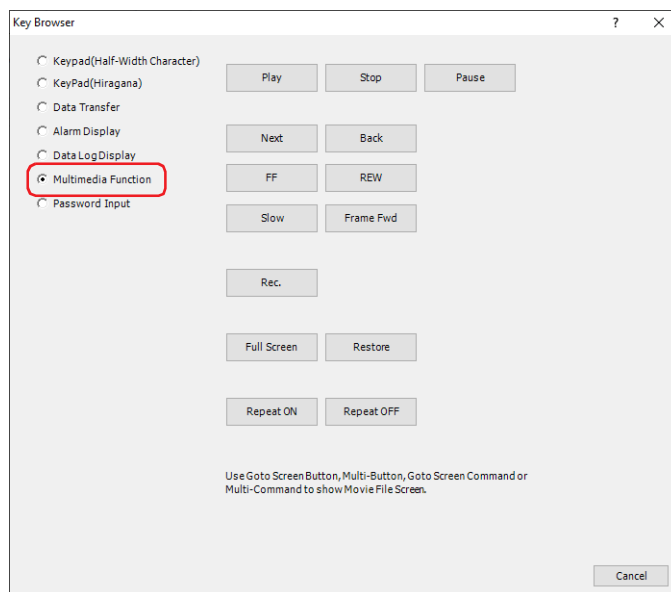 Key Browser
?
Keypad(Half-Width Character)
KeyPad(Hiragana)
Data Transfer
Alarm Display
Data Log Display
Multimedia Function
Password Input
Play Stop Pause
Next Back
FF REW
Slow Frame Fwd
Rec.
Full Screen Restore
Repeat ON Repeat OFF
Use Goto Screen Button, Multi-Button, Goto Screen Command or
Multi-Command to show Movie File Screen.
Cancel